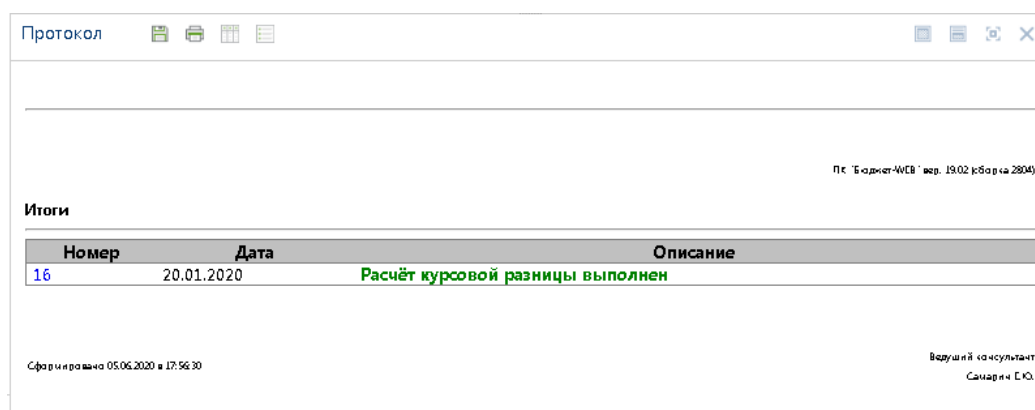 Протокол
ПК "Бюджет-WEB" вер. 19.02 (сборка 2804)
Итоги
Номер Дата Описание
16 20.01.2020 Расчёт курсовой разницы выполнен
Сформировано 05.06.2020 в 17:56:30
Ведущий консультант
Самарин Е.Ю.